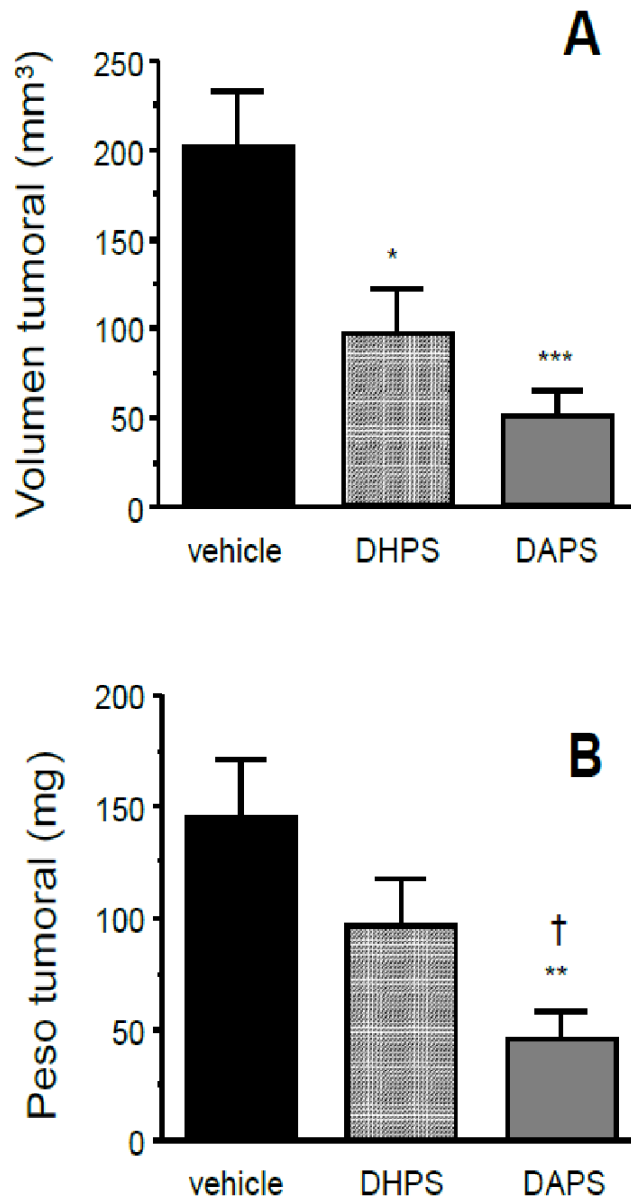 A
Volumen tumoral (mm³)
250
200
150
100
50
0
*
***
vehicle DHPS DAPS
B
Peso tumoral (mg)
200
150
100
50
0
†
**
vehicle DHPS DAPS